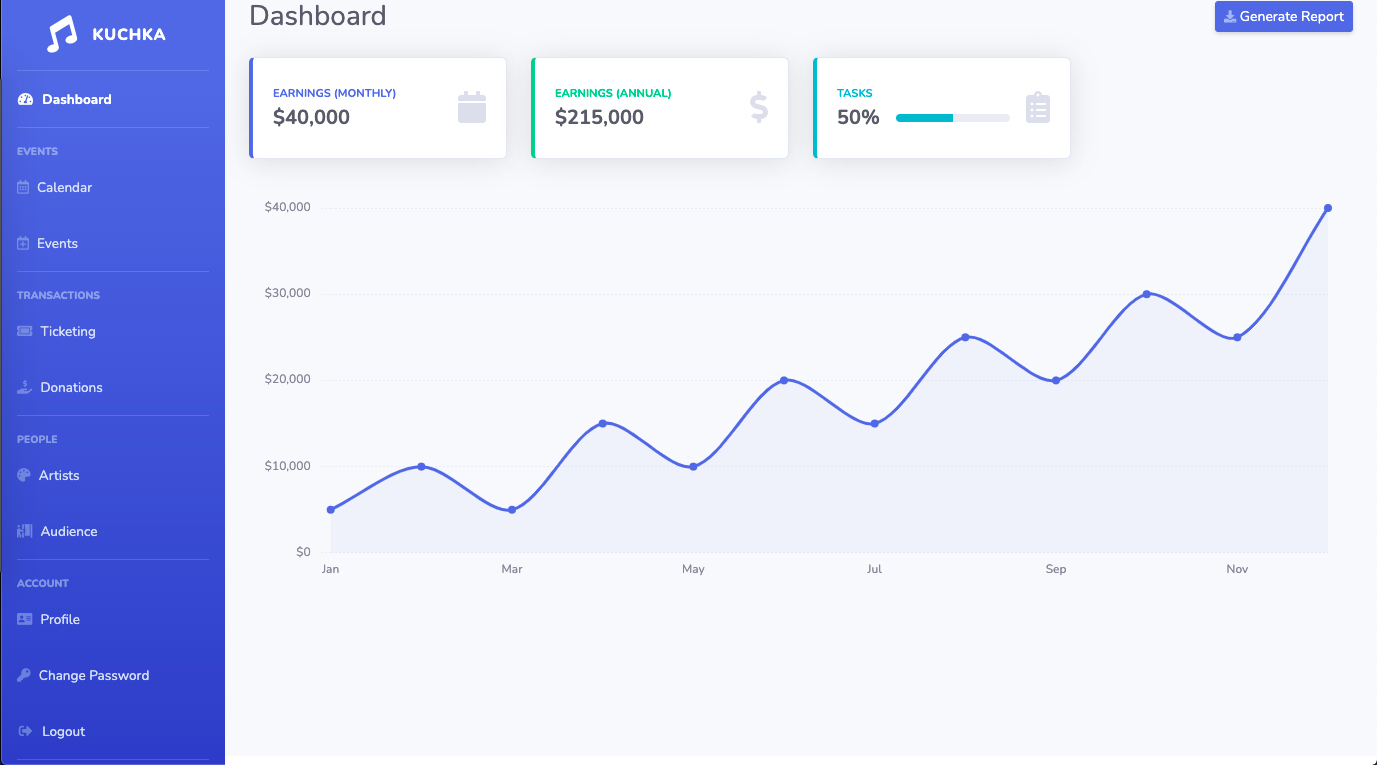 KUCHKA
Dashboard
EVENTS
Calendar
Events
TRANSACTIONS
Ticketing
Donations
PEOPLE
Artists
Audience
ACCOUNT
Profile
Change Password
Logout
Dashboard
Generate Report
EARNINGS (MONTHLY)
$40,000
EARNINGS (ANNUAL)
$215,000
TASKS
50%
$40,000
$30,000
$20,000
$10,000
$0
Jan Mar May Jul Sep Nov